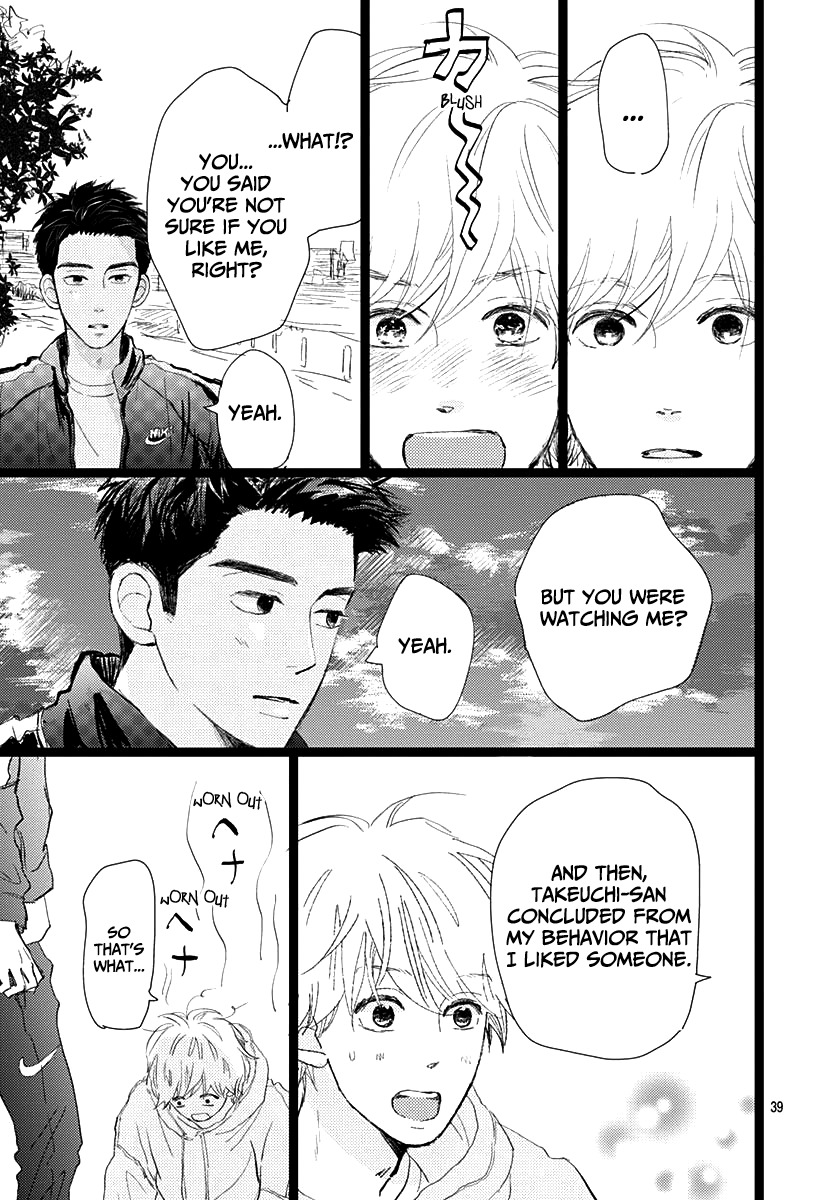 ...
カ
BLUSH
...WHAT!?
YOU...
YOU SAID
YOU'RE NOT
SURE IF YOU
LIKE ME,
RIGHT?
YEAH.
NIKE
BUT YOU WERE
WATCHING ME?
YEAH.
AND THEN,
TAKEUCHI-SAN
CONCLUDED FROM
MY BEHAVIOR THAT
I LIKED SOMEONE.
WORN OUT
ヘナ
WORN OUT
ヘナ
SO
THAT'S
WHAT...
39